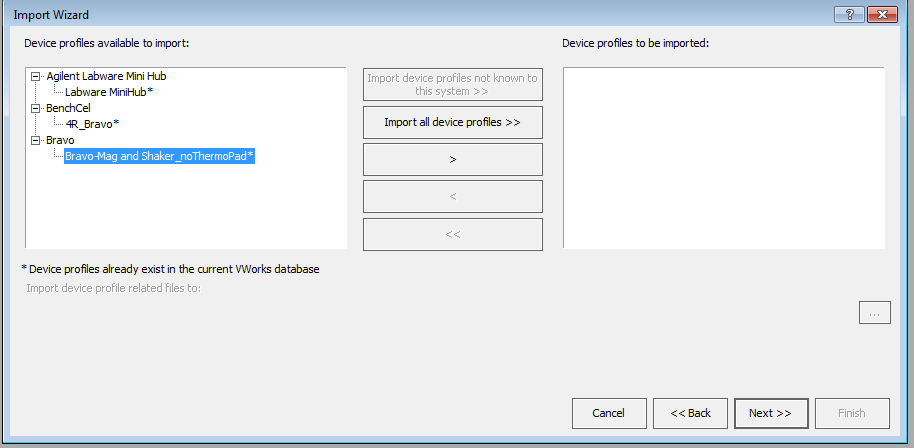 Import Wizard
Device profiles available to import:
Device profiles to be imported:
Agilent Labware Mini Hub
Labware MiniHub*
BenchCel
4R_Bravo*
Bravo
Bravo-Mag and Shaker_noThermoPad*
Import device profiles not known to
this system >>
Import all device profiles >>
>
<
<<
* Device profiles already exist in the current VWorks database
Import device profile related files to:
...
Cancel
<< Back
Next >>
Finish